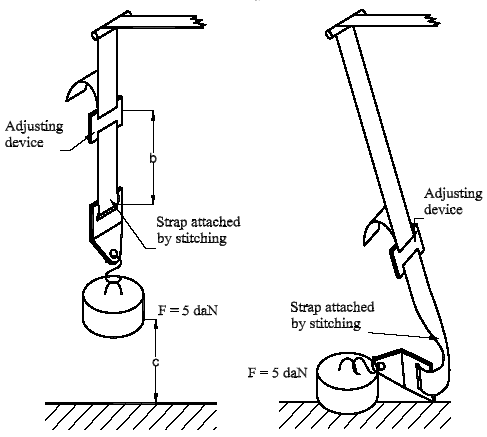 Adjusting
device
b
Strap attached
by stitching
F = 5 daN
c
Adjusting
device
Strap attached
by stitching
F = 5 daN